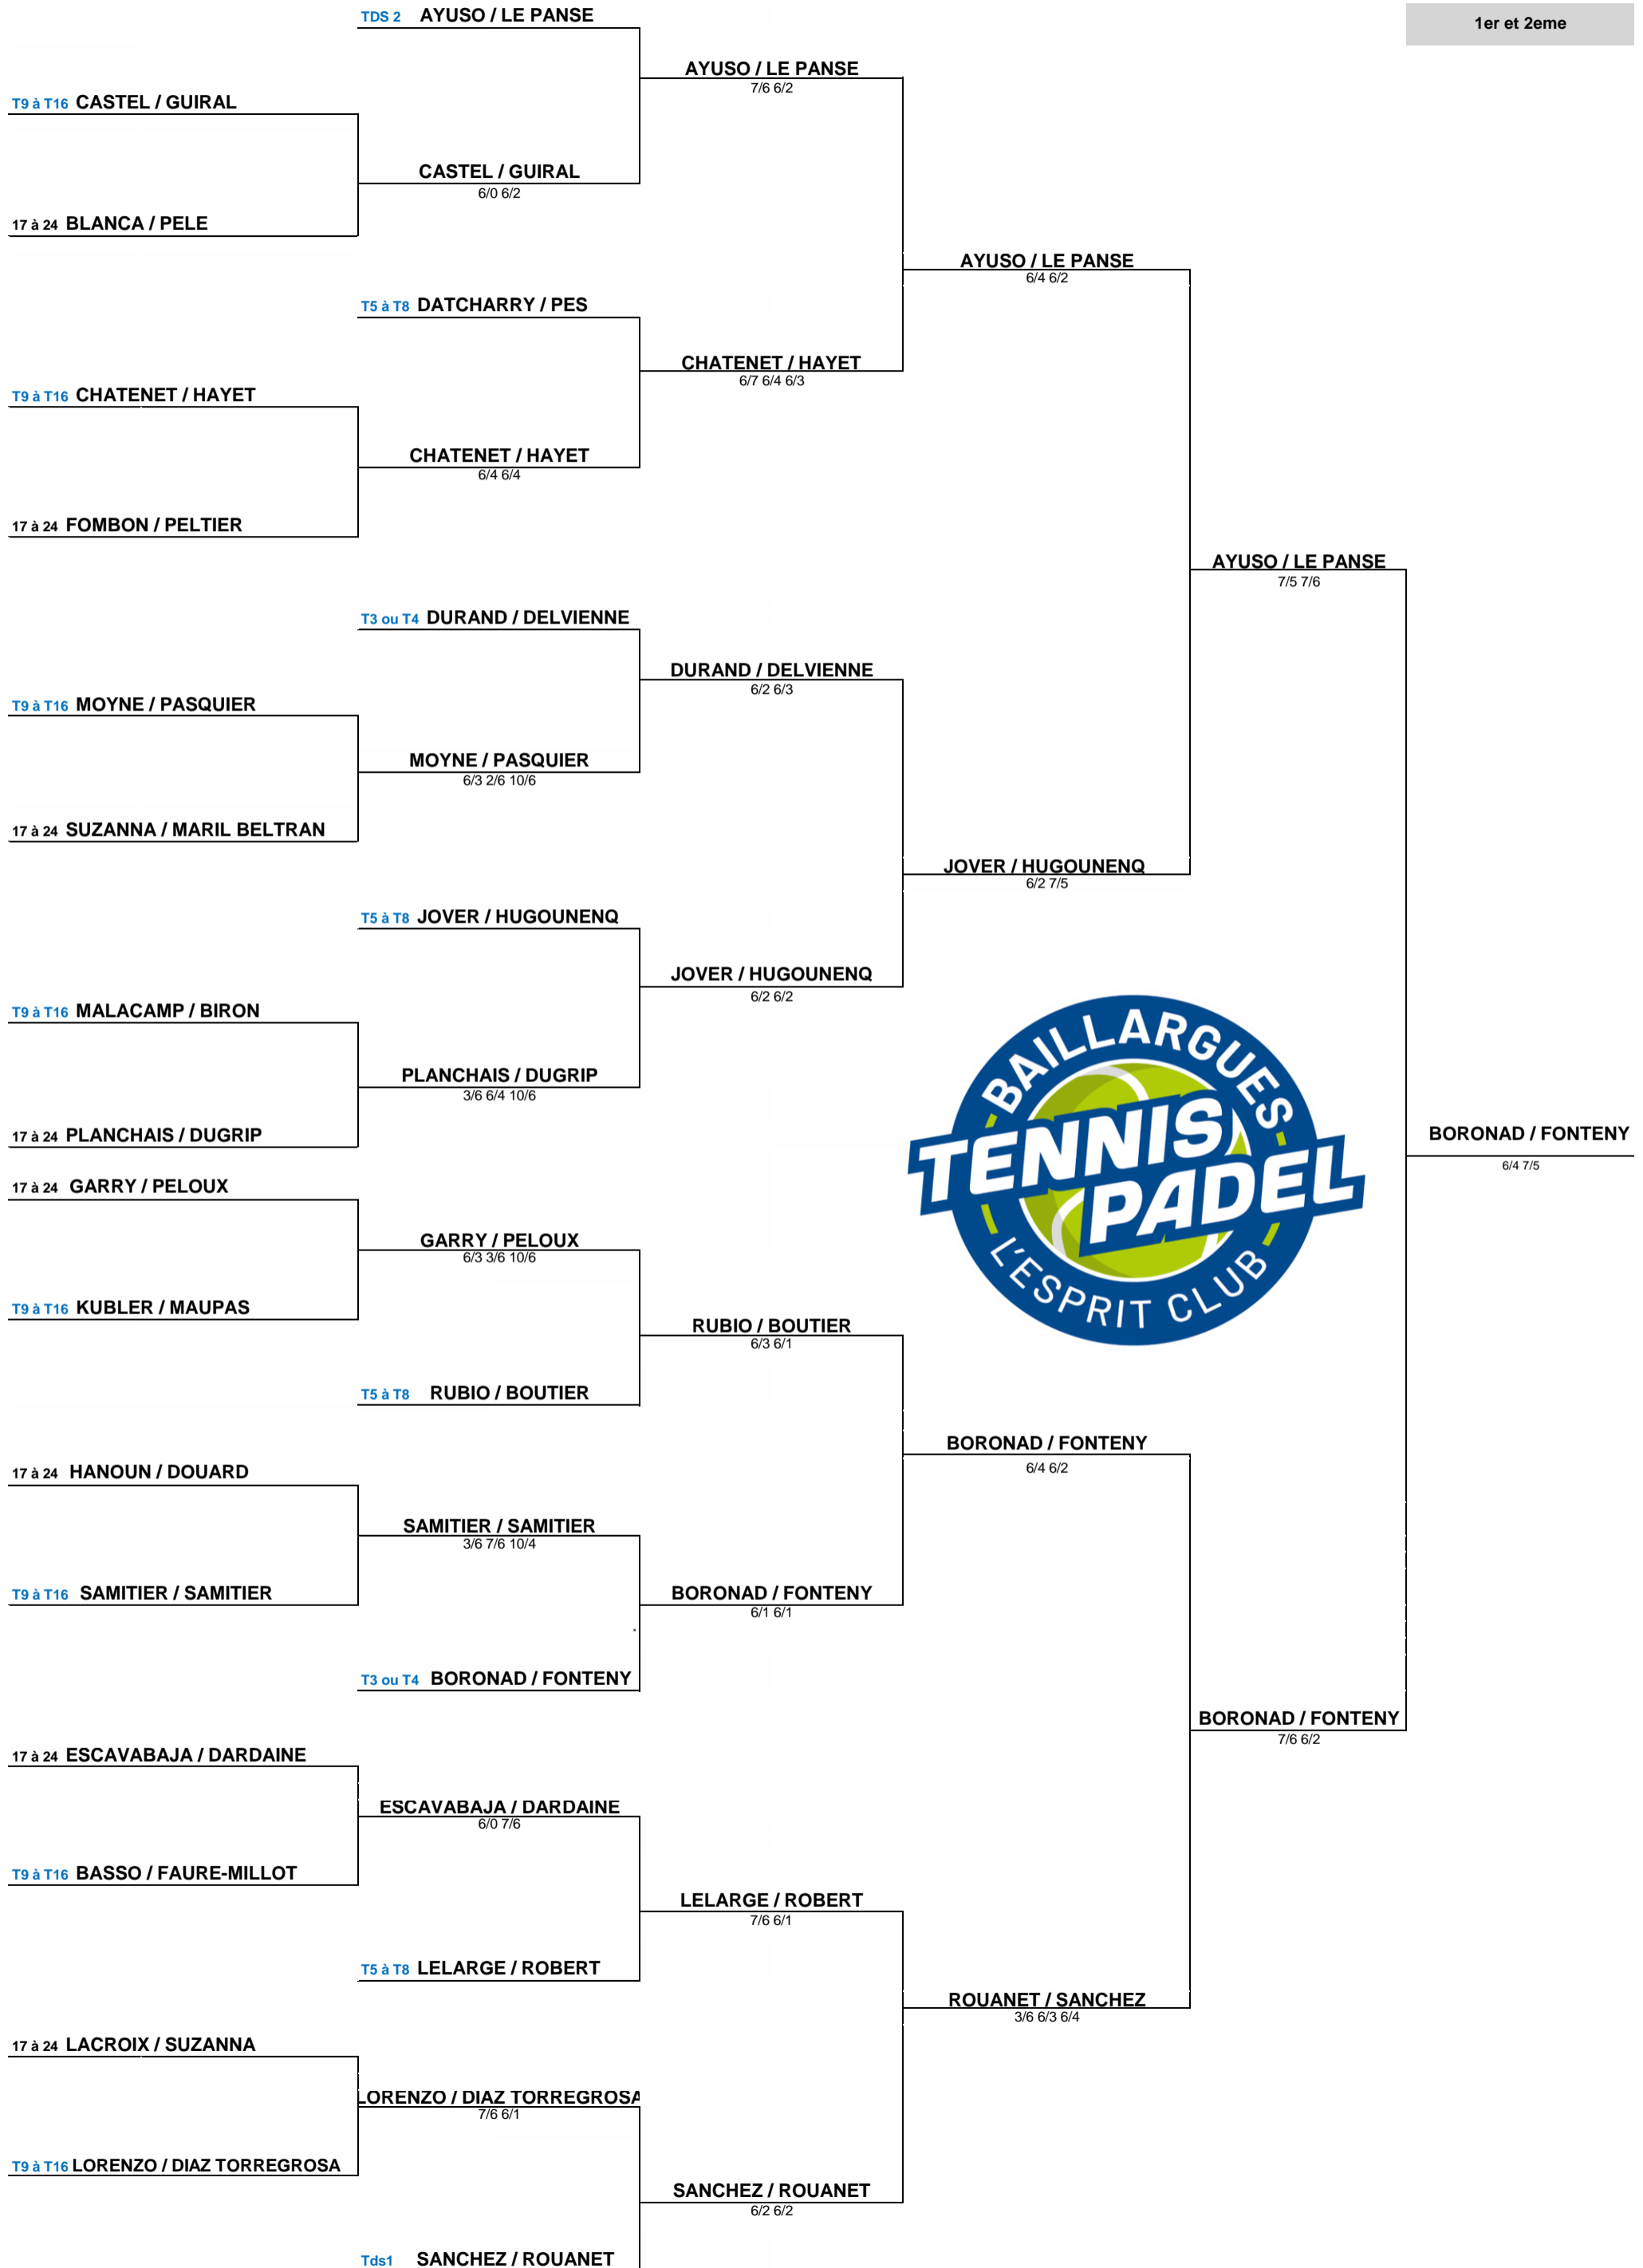 TDS 2 AYUSO / LE PANSE
1er et 2eme
AYUSO / LE PANSE
7/6 6/2
T9 à T16 CASTEL / GUIRAL
CASTEL / GUIRAL
6/0 6/2
17 à 24 BLANCA / PELE
AYUSO / LE PANSE
6/4 6/2
T5 à T8 DATCHARRY / PES
CHATENET / HAYET
6/7 6/4 6/3
T9 à T16 CHATENET / HAYET
CHATENET / HAYET
6/4 6/4
17 à 24 FOMBON / PELTIER
AYUSO / LE PANSE
7/5 7/6
T3 ou T4 DURAND / DELVIENNE
DURAND / DELVIENNE
6/2 6/3
T9 à T16 MOYNE / PASQUIER
MOYNE / PASQUIER
6/3 2/6 10/6
17 à 24 SUZANNA / MARIL BELTRAN
JOVER / HUGOUNENQ
6/2 7/5
T5 à T8 JOVER / HUGOUNENQ
JOVER / HUGOUNENQ
6/2 6/2
T9 à T16 MALACAMP / BIRON
PLANCHAIS / DUGRIP
3/6 6/4 10/6
17 à 24 PLANCHAIS / DUGRIP
BAILLARGUES
TENNIS
PADEL
L'ESPRIT CLUB
BORONAD / FONTENY
6/4 7/5
17 à 24 GARRY / PELOUX
GARRY / PELOUX
6/3 3/6 10/6
T9 à T16 KUBLER / MAUPAS
RUBIO / BOUTIER
6/3 6/1
T5 à T8 RUBIO / BOUTIER
BORONAD / FONTENY
6/4 6/2
17 à 24 HANOUN / DOUARD
SAMITIER / SAMITIER
3/6 7/6 10/4
T9 à T16 SAMITIER / SAMITIER
BORONAD / FONTENY
6/1 6/1
T3 ou T4 BORONAD / FONTENY
BORONAD / FONTENY
7/6 6/2
17 à 24 ESCAVABAJA / DARDAINE
ESCAVABAJA / DARDAINE
6/0 7/6
T9 à T16 BASSO / FAURE-MILLOT
LELARGE / ROBERT
7/6 6/1
T5 à T8 LELARGE / ROBERT
ROUANET / SANCHEZ
3/6 6/3 6/4
17 à 24 LACROIX / SUZANNA
LORENZO / DIAZ TORREGROSA
7/6 6/1
T9 à T16 LORENZO / DIAZ TORREGROSA
SANCHEZ / ROUANET
6/2 6/2
Tds1 SANCHEZ / ROUANET